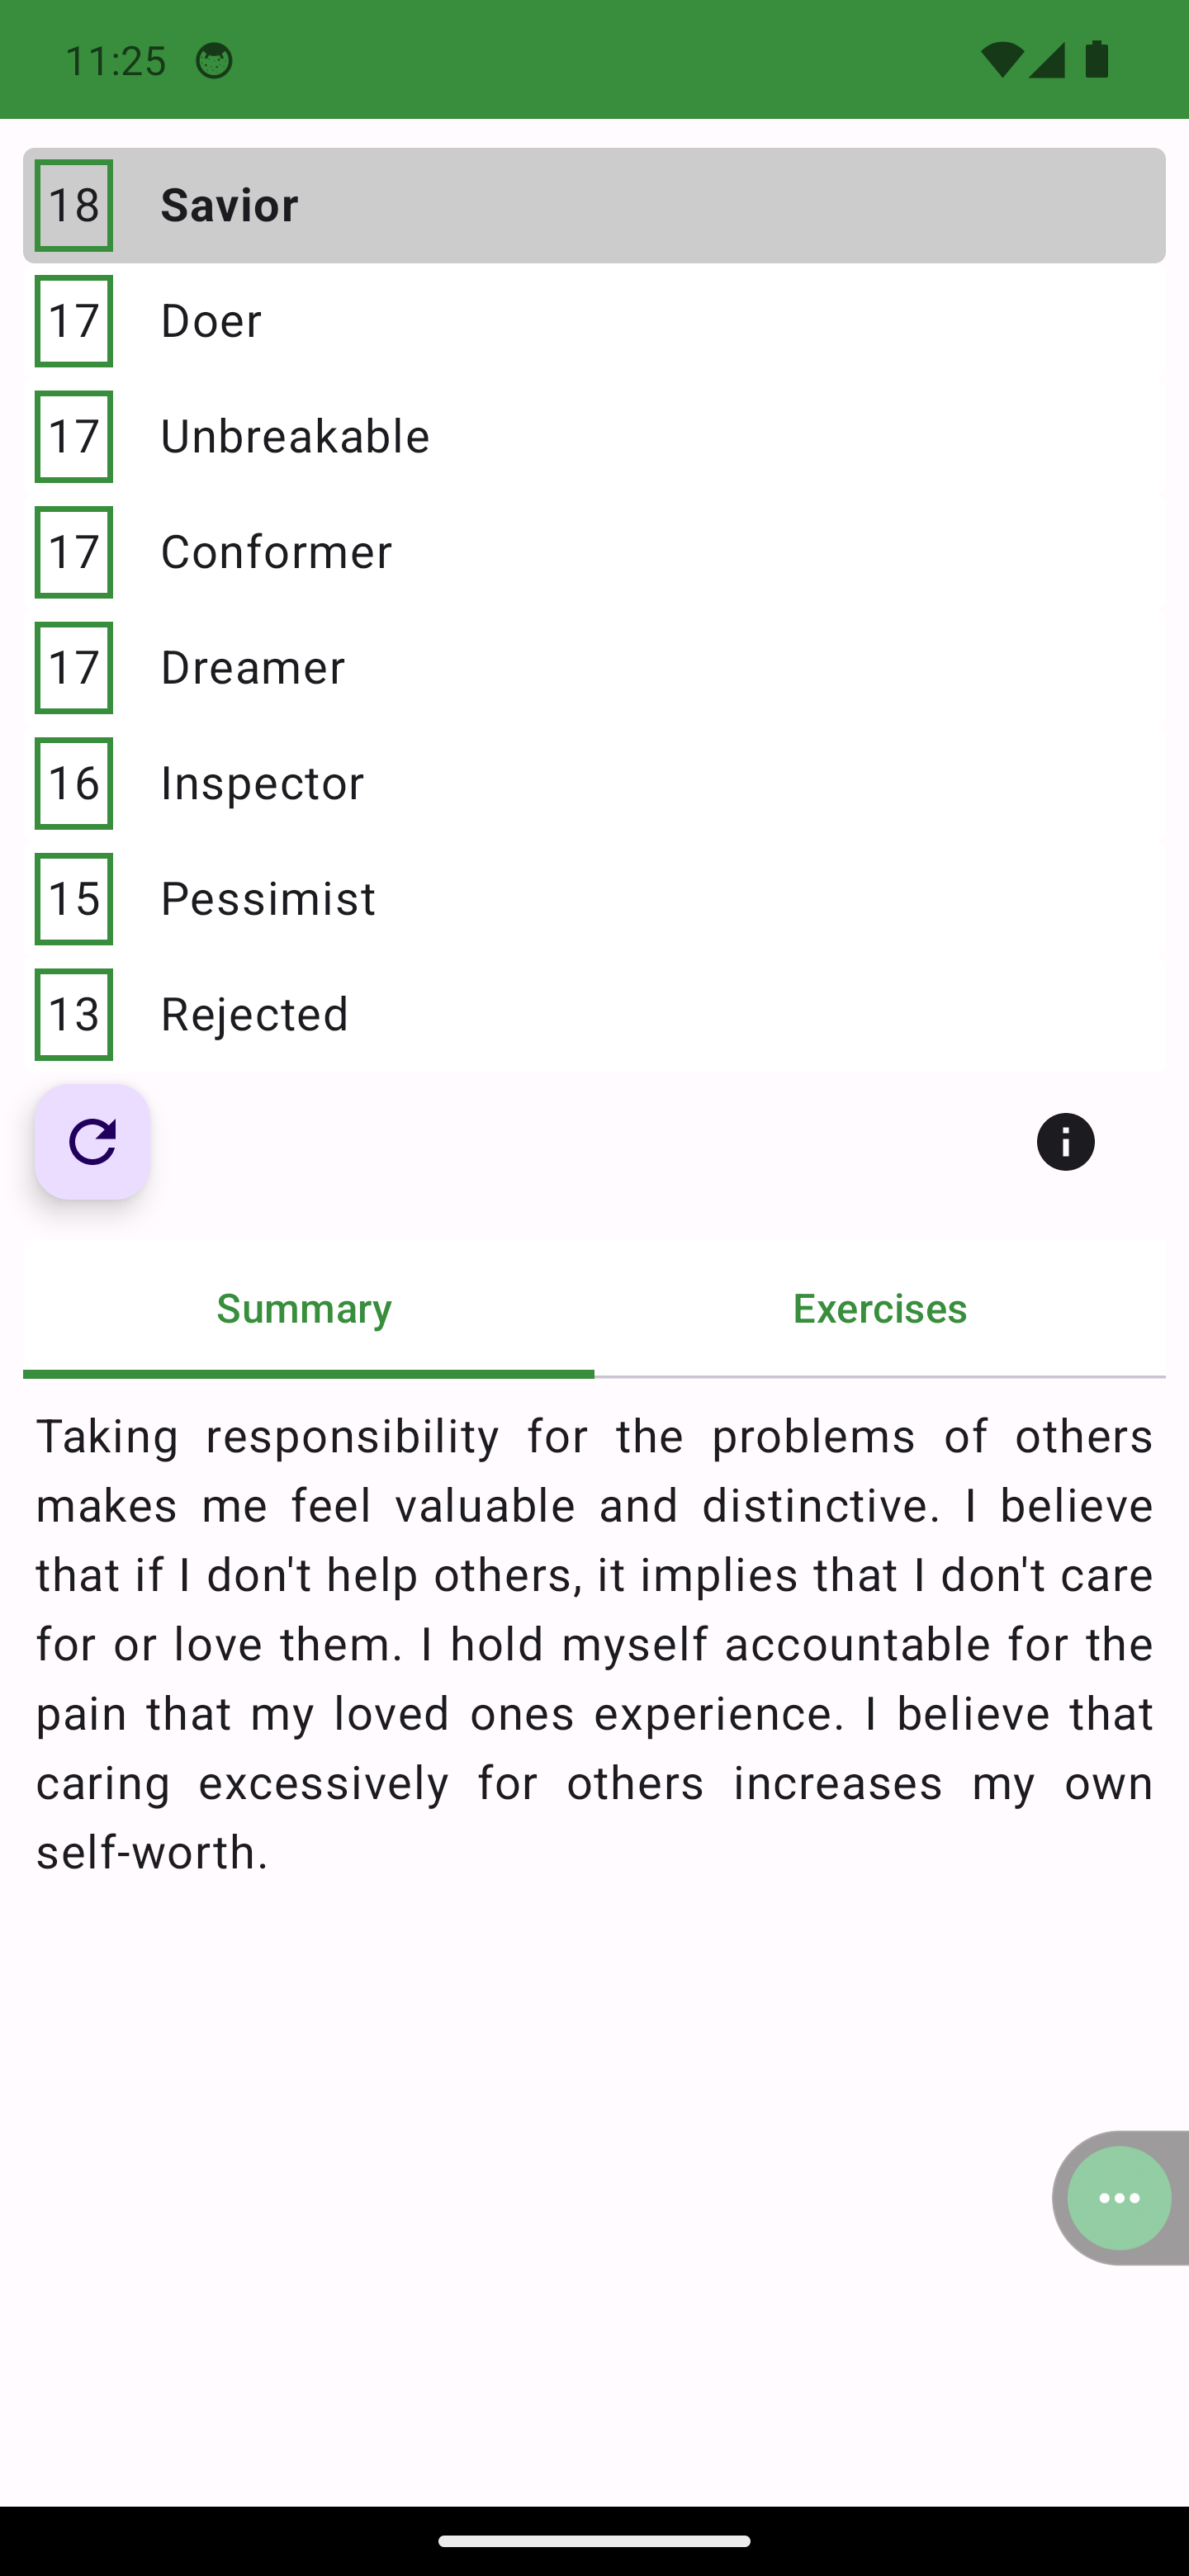 11:25
18 Savior
17 Doer
17 Unbreakable
17 Conformer
17 Dreamer
16 Inspector
15 Pessimist
13 Rejected
Summary Exercises
Taking responsibility for the problems of others
makes me feel valuable and distinctive. I believe
that if I don't help others, it implies that I don't care
for or love them. I hold myself accountable for the
pain that my loved ones experience. I believe that
caring excessively for others increases my own
self-worth.